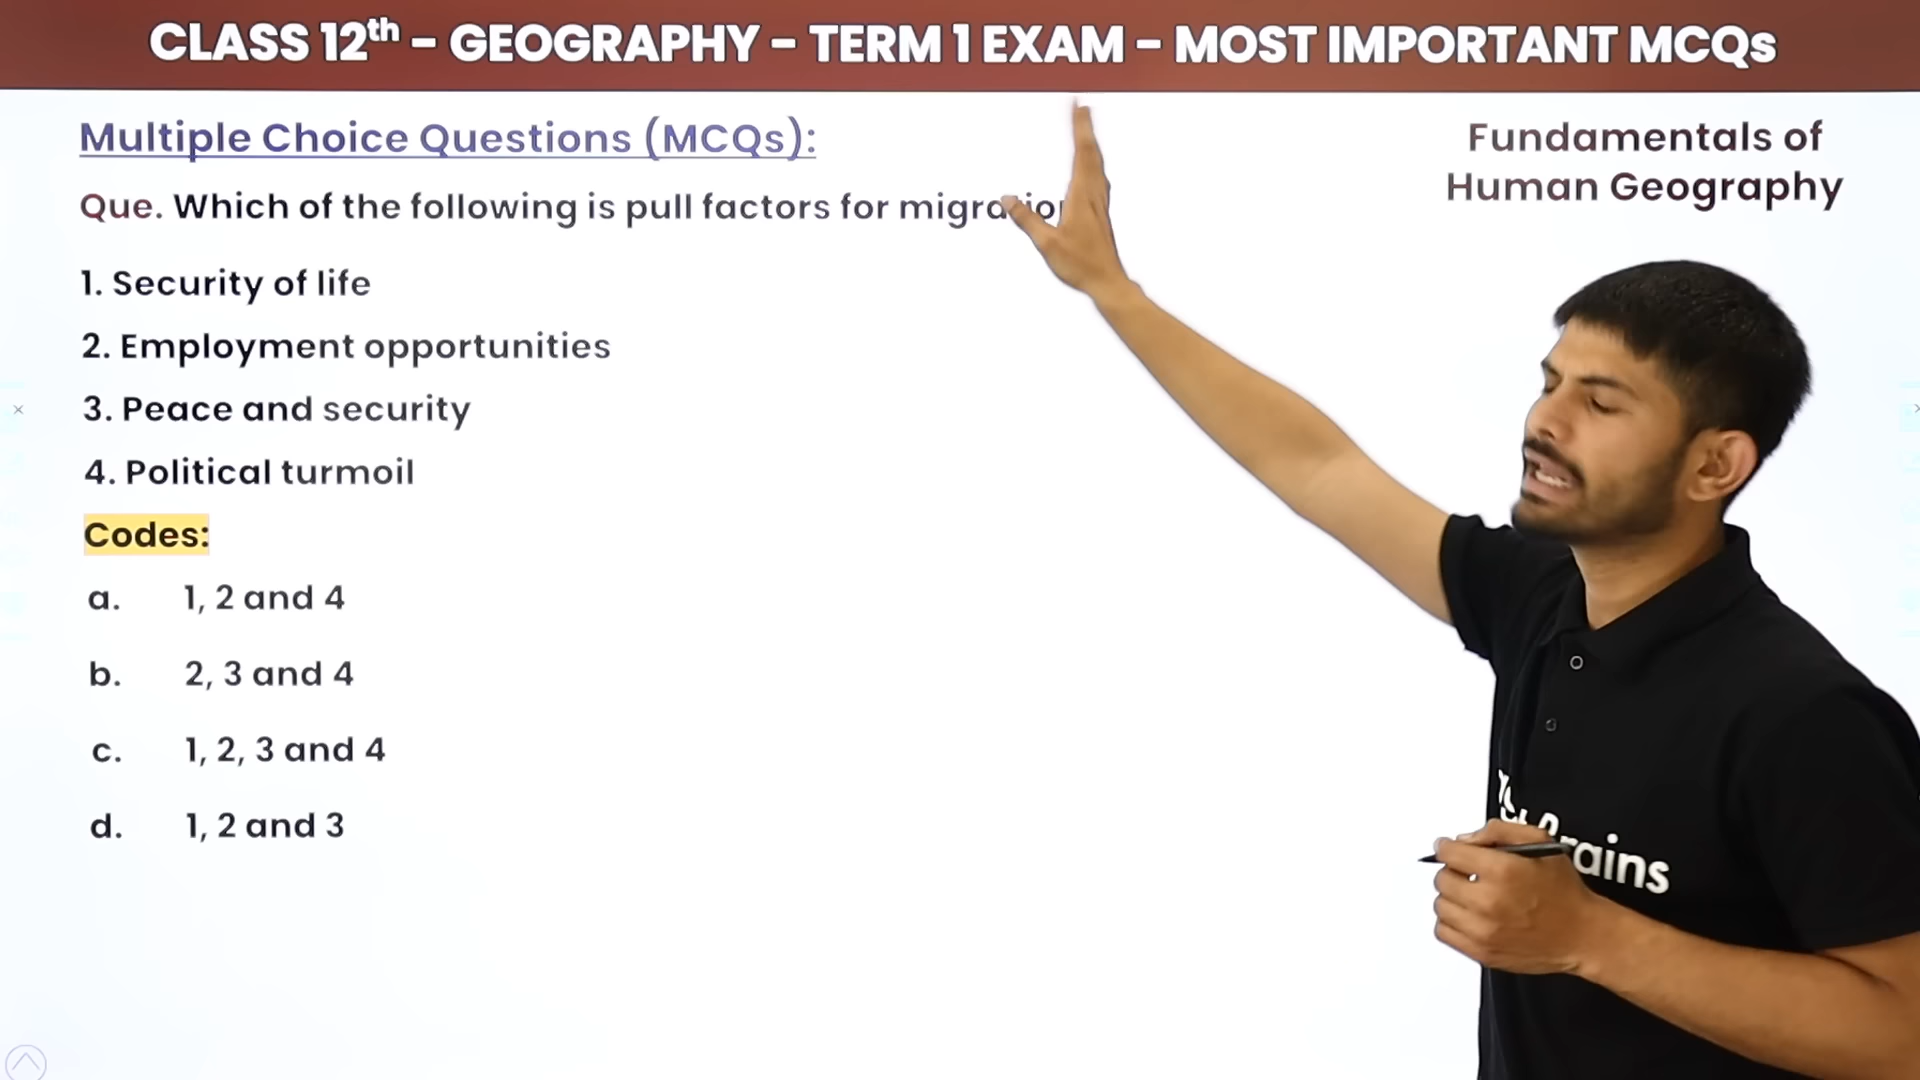 CLASS 12th - GEOGRAPHY - TERM 1 EXAM - MOST IMPORTANT MCQs
Multiple Choice Questions (MCQs):
Fundamentals of
Human Geography
Que. Which of the following is pull factors for migration
1. Security of life
2. Employment opportunities
3. Peace and security
4. Political turmoil
Codes:
a. 1, 2 and 4
b. 2, 3 and 4
c. 1, 2, 3 and 4
d. 1, 2 and 3